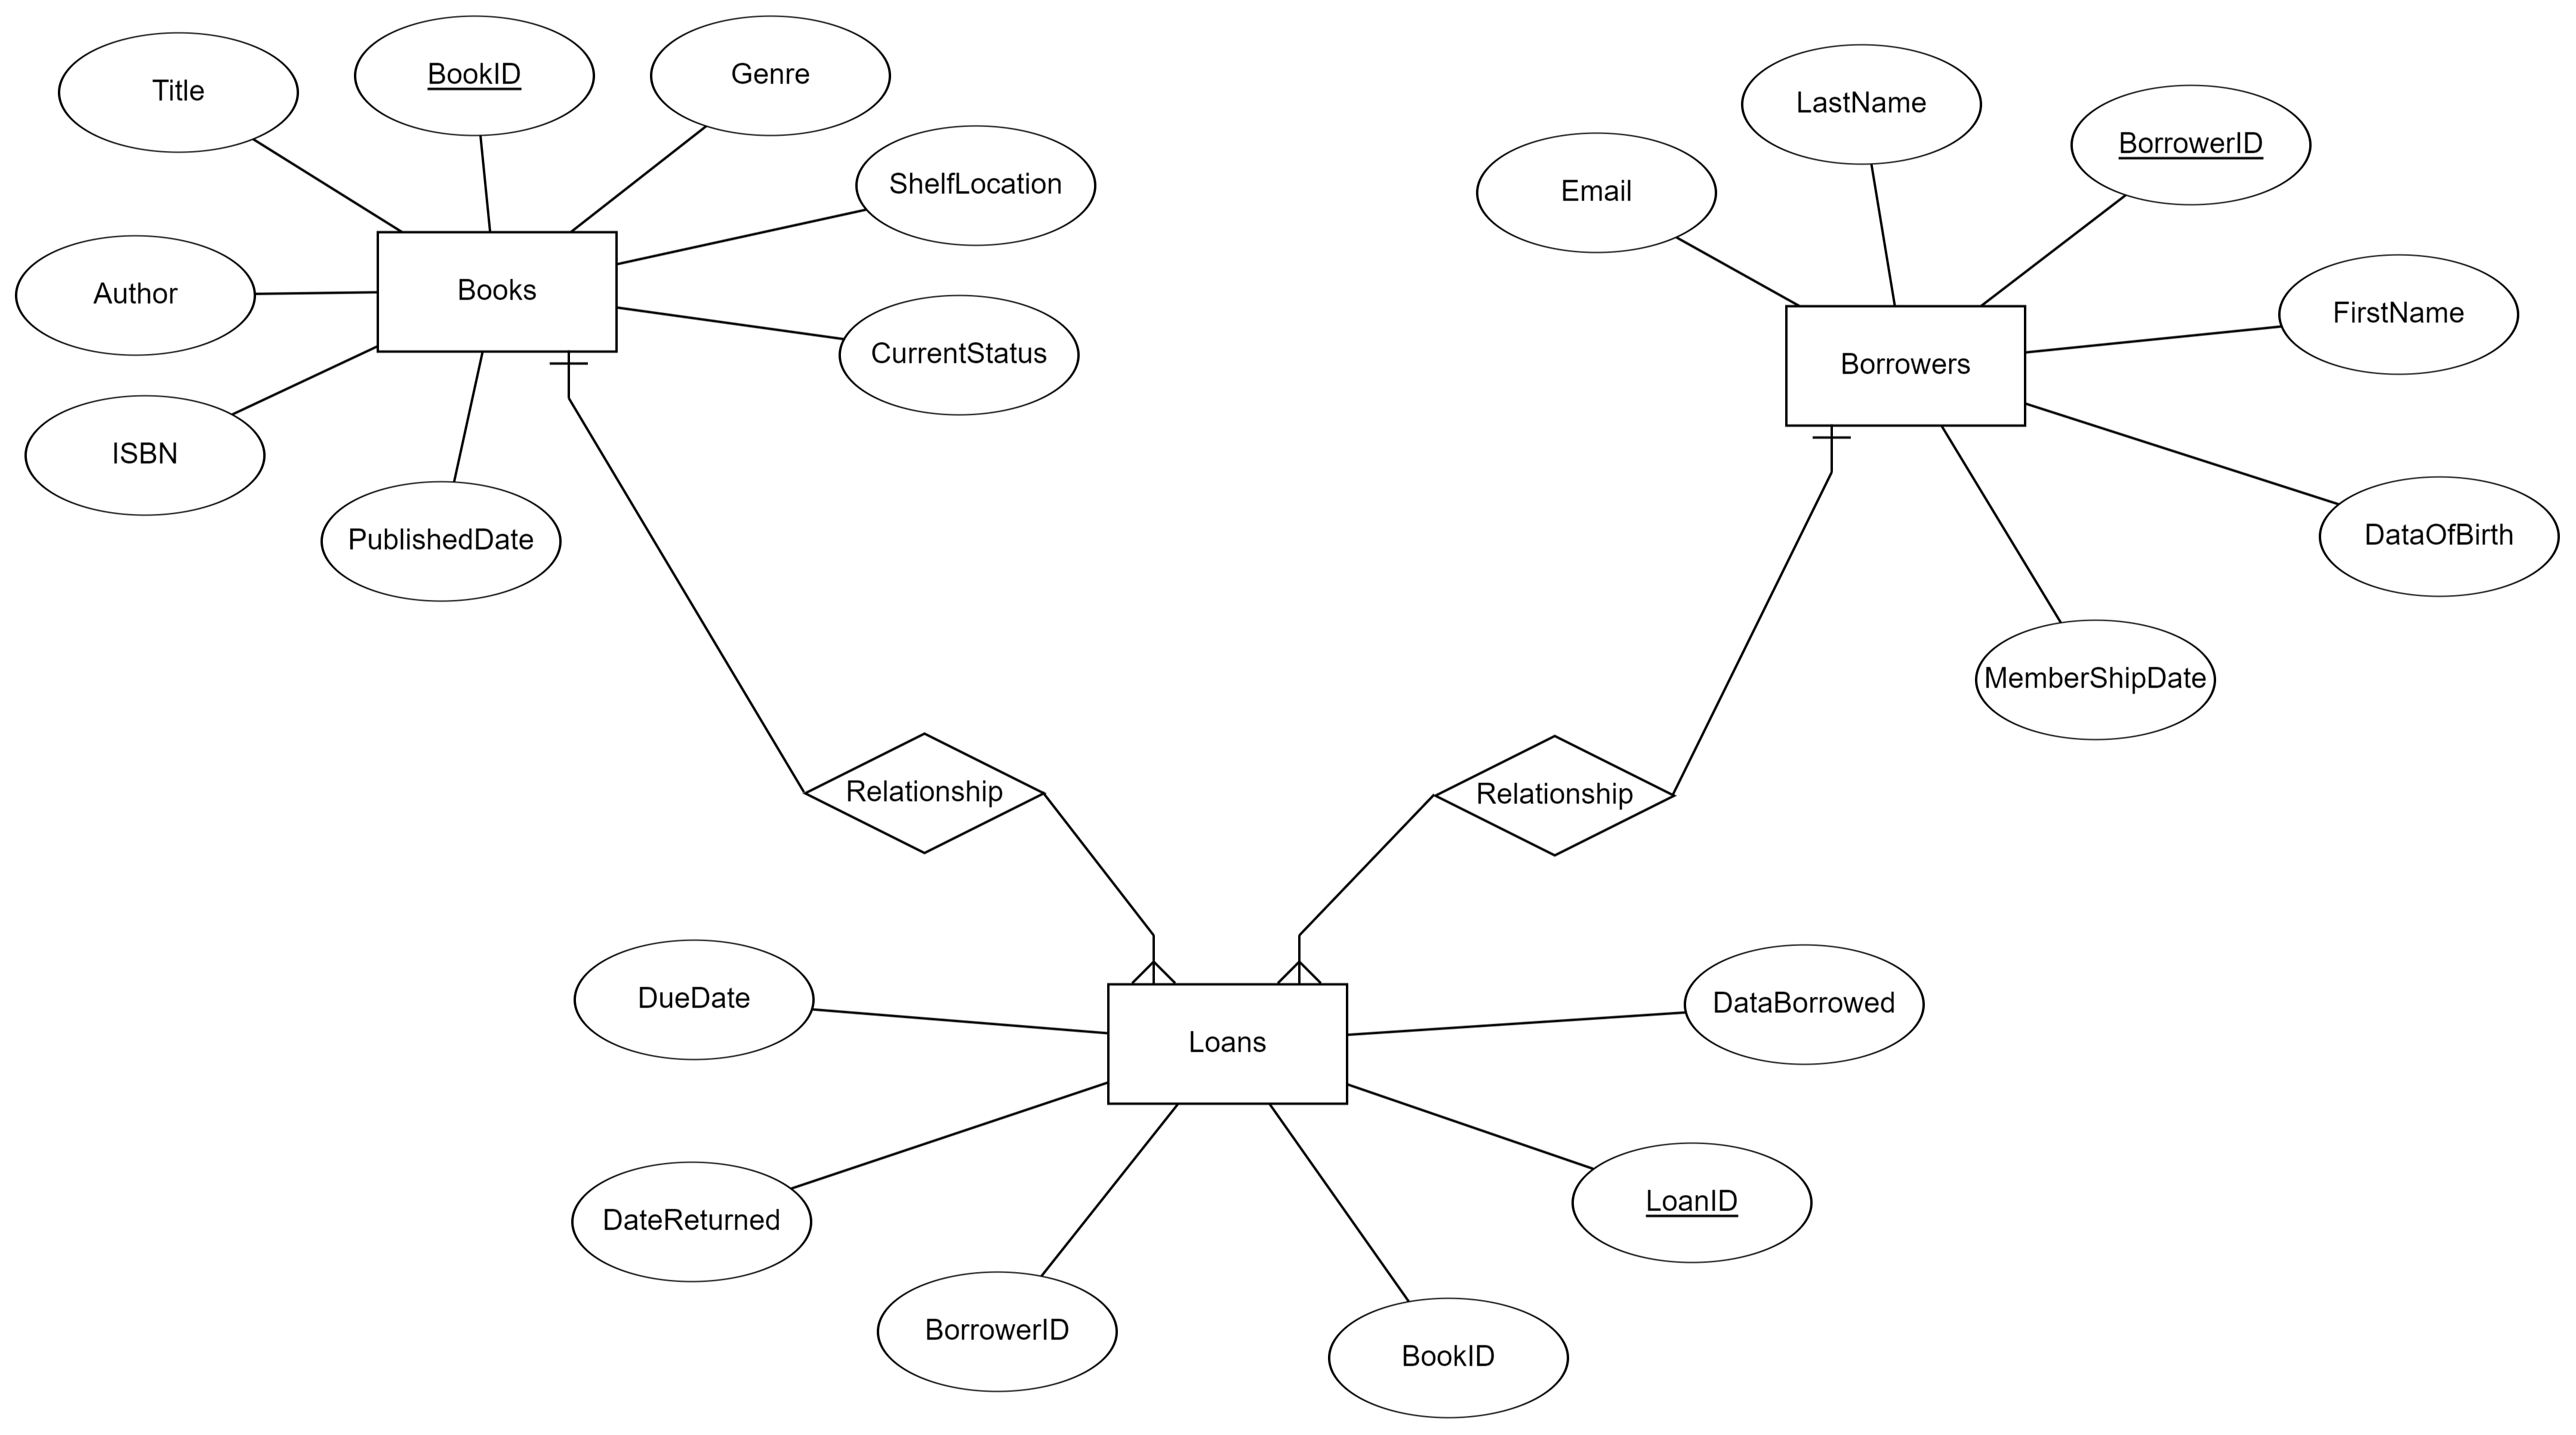 Title
BookID
Genre
ShelfLocation
Author
Books
CurrentStatus
ISBN
PublishedDate
LastName
BorrowerID
Email
FirstName
Borrowers
DataOfBirth
MemberShipDate
Relationship
Relationship
DueDate
DataBorrowed
Loans
DateReturned
LoanID
BorrowerID
BookID